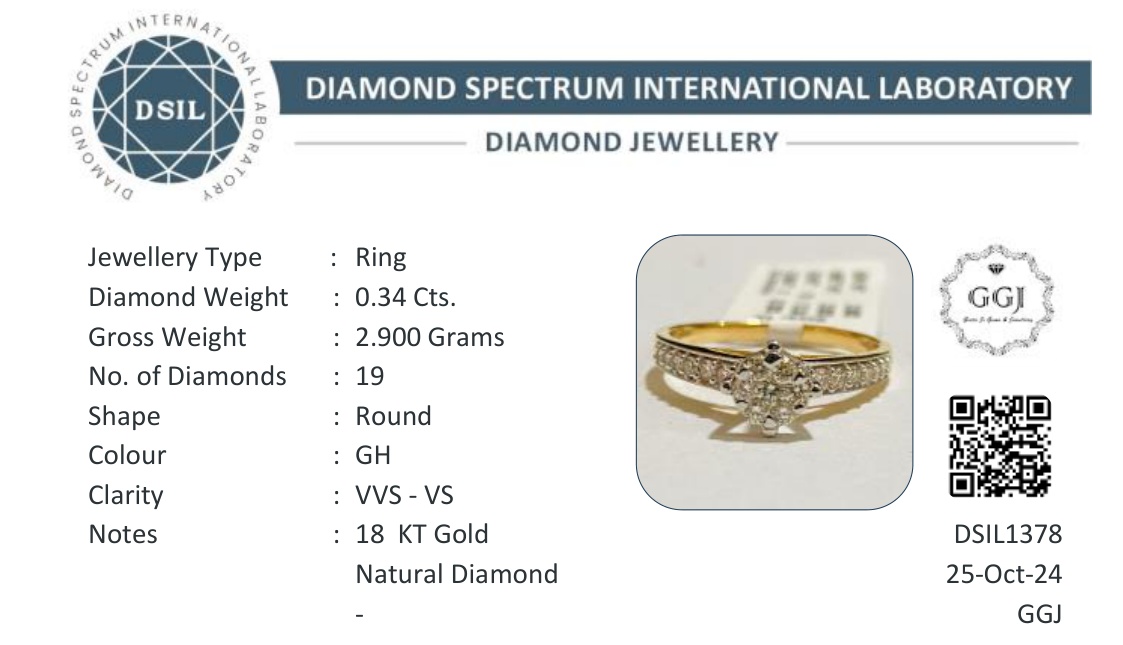 DIAMOND SPECTRUM INTERNATIONAL LABORATORY
DSIL
DIAMOND SPECTRUM INTERNATIONAL LABORATORY
DIAMOND JEWELLERY
Jewellery Type : Ring
Diamond Weight : 0.34 Cts.
Gross Weight : 2.900 Grams
No. of Diamonds : 19
Shape : Round
Colour : GH
Clarity : VVS - VS
Notes : 18 KT Gold
Natural Diamond
-
GGJ
DSIL1378
25-Oct-24
GGJ